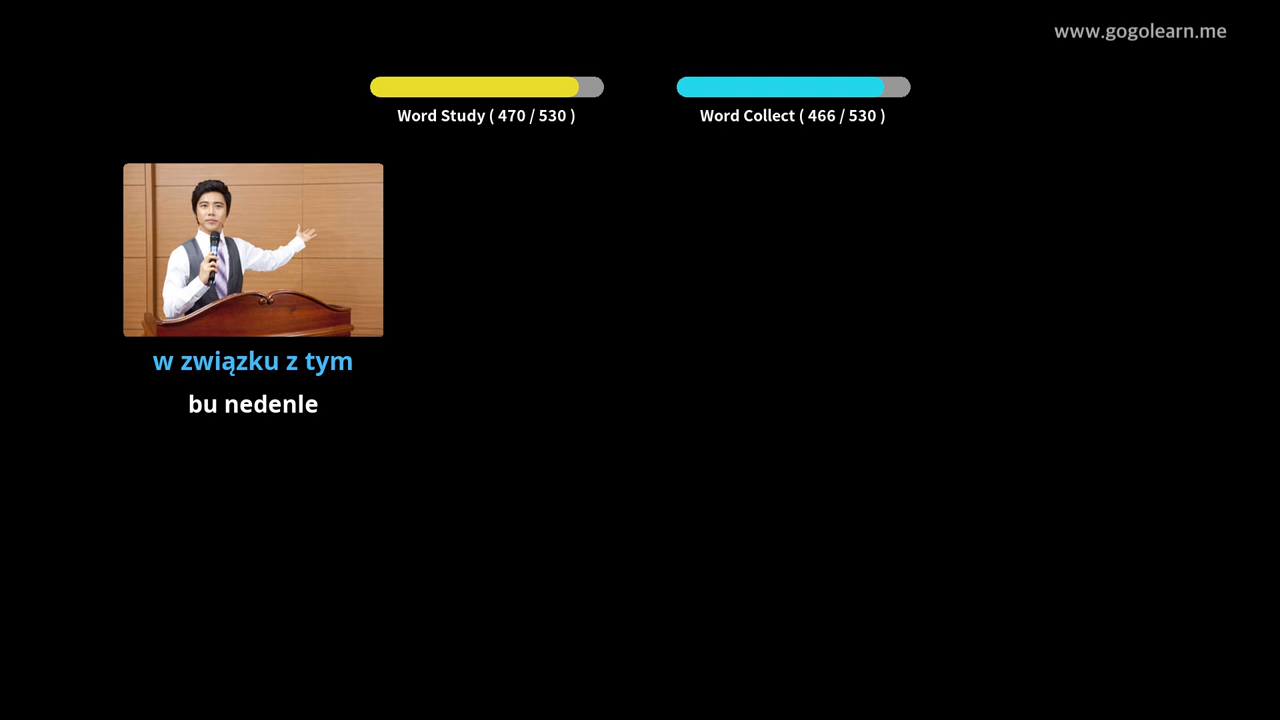 www.gogolearn.me
Word Study ( 470 / 530 )
Word Collect ( 466 / 530 )
w związku z tym
bu nedenle